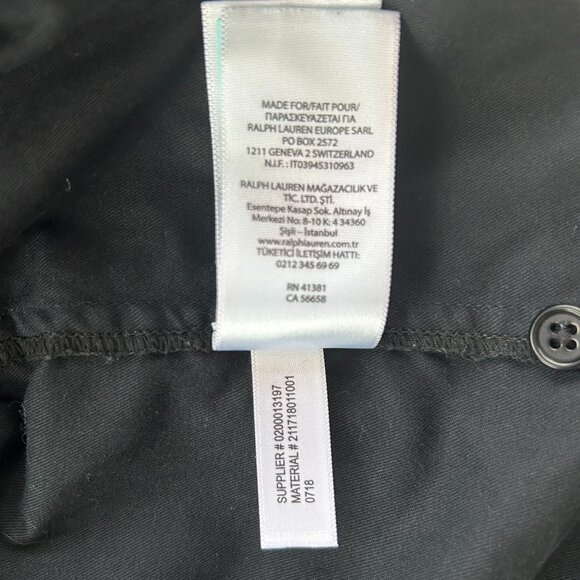 MADE FOR/FAIT POUR/
ΠΑΡΑΣΚΕΥΑΖΕΤΑΙ ΓΙΑ
RALPH LAUREN EUROPE SARL
PO BOX 2572
1211 GENEVA 2 SWITZERLAND
N.I.F. : IT03945310963
RALPH LAUREN MAĞAZACILIK VE
TİC. LTD. ŞTİ.
Esentepe Kasap Sok. Altınay İş
Merkezi No: 8-10 K: 4 34360
Şişli - İstanbul
www.ralphlauren.com.tr
TÜKETİCİ İLETİŞİM HATTI:
0212 345 69 69
RN 41381
CA 56658
SUPPLIER # 0200013197
MATERIAL # 211718011001
0718